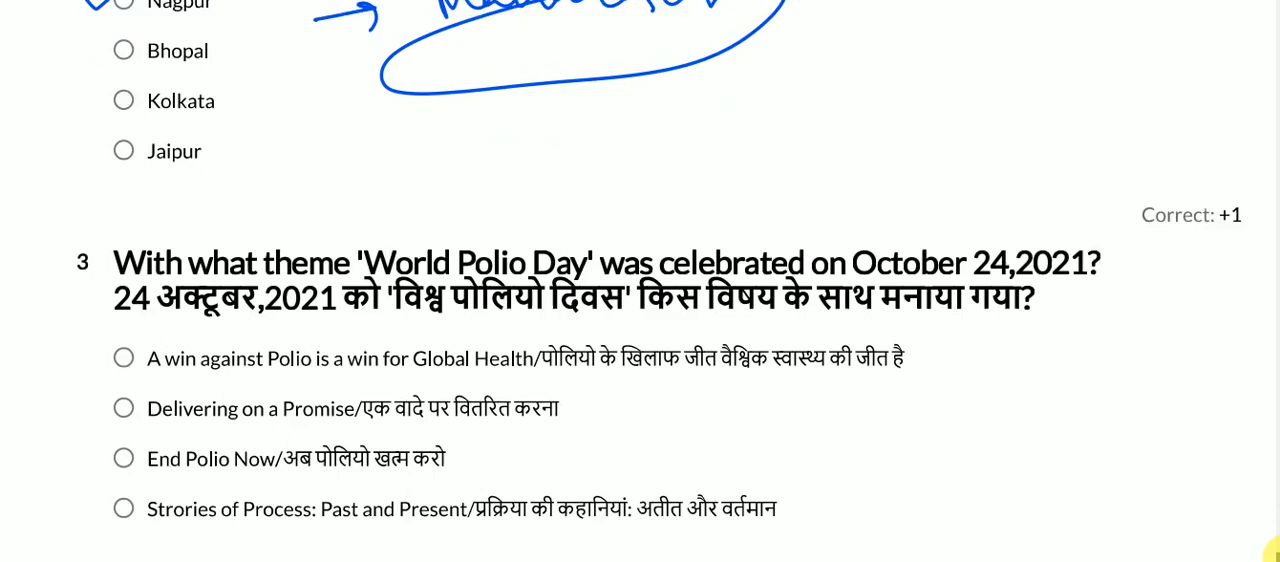 Nagpur
Bhopal
Kolkata
Jaipur
Correct: +1
3 With what theme 'World Polio Day' was celebrated on October 24,2021?
24 अक्टूबर,2021 को 'विश्व पोलियो दिवस' किस विषय के साथ मनाया गया?
A win against Polio is a win for Global Health/पोलियो के खिलाफ जीत वैश्विक स्वास्थ्य की जीत है
Delivering on a Promise/एक वादे पर वितरित करना
End Polio Now/अब पोलियो खत्म करो
Strories of Process: Past and Present/प्रक्रिया की कहानियां: अतीत और वर्तमान